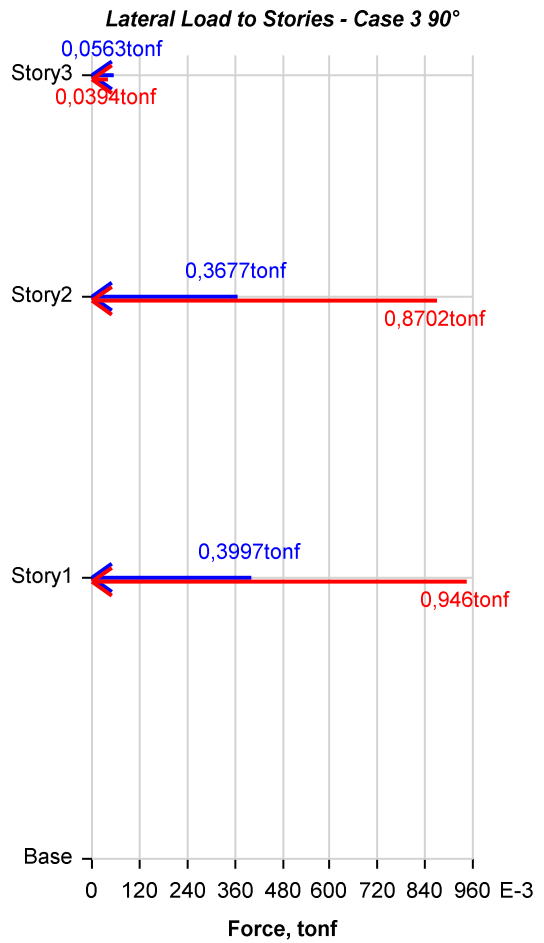 Lateral Load to Stories - Case 3 90°
0,0563tonf
Story3
0,0394tonf
0,3677tonf
Story2
0,8702tonf
0,3997tonf
Story1
0,946tonf
Base
0 120 240 360 480 600 720 840 960 E-3
Force, tonf